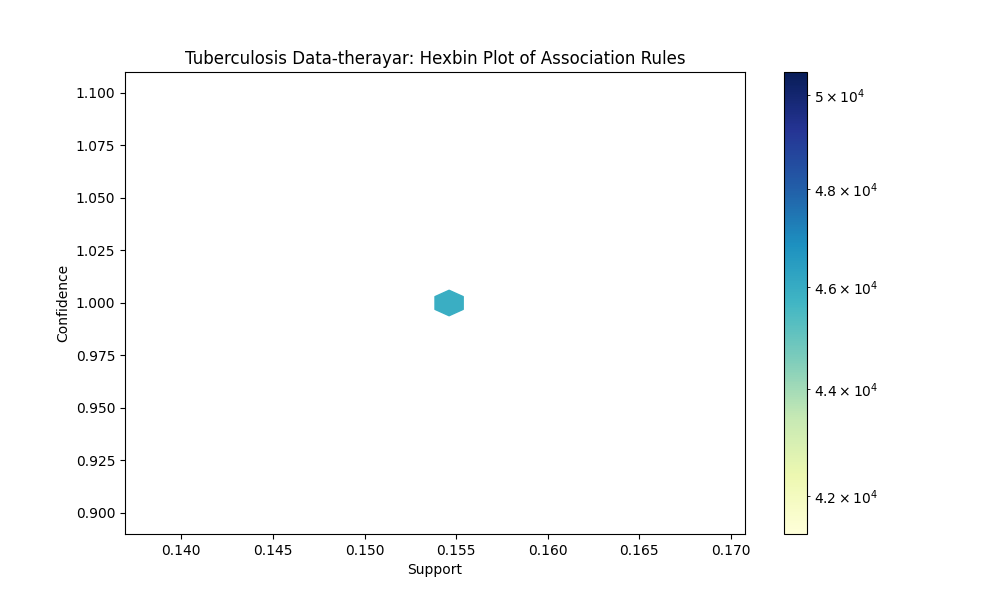 Tuberculosis Data-therayar: Hexbin Plot of Association Rules
1.100
1.075
1.050
1.025
1.000
0.975
0.950
0.925
0.900
Confidence
0.140 0.145 0.150 0.155 0.160 0.165 0.170
Support
5 × 10⁴
4.8 × 10⁴
4.6 × 10⁴
4.4 × 10⁴
4.2 × 10⁴